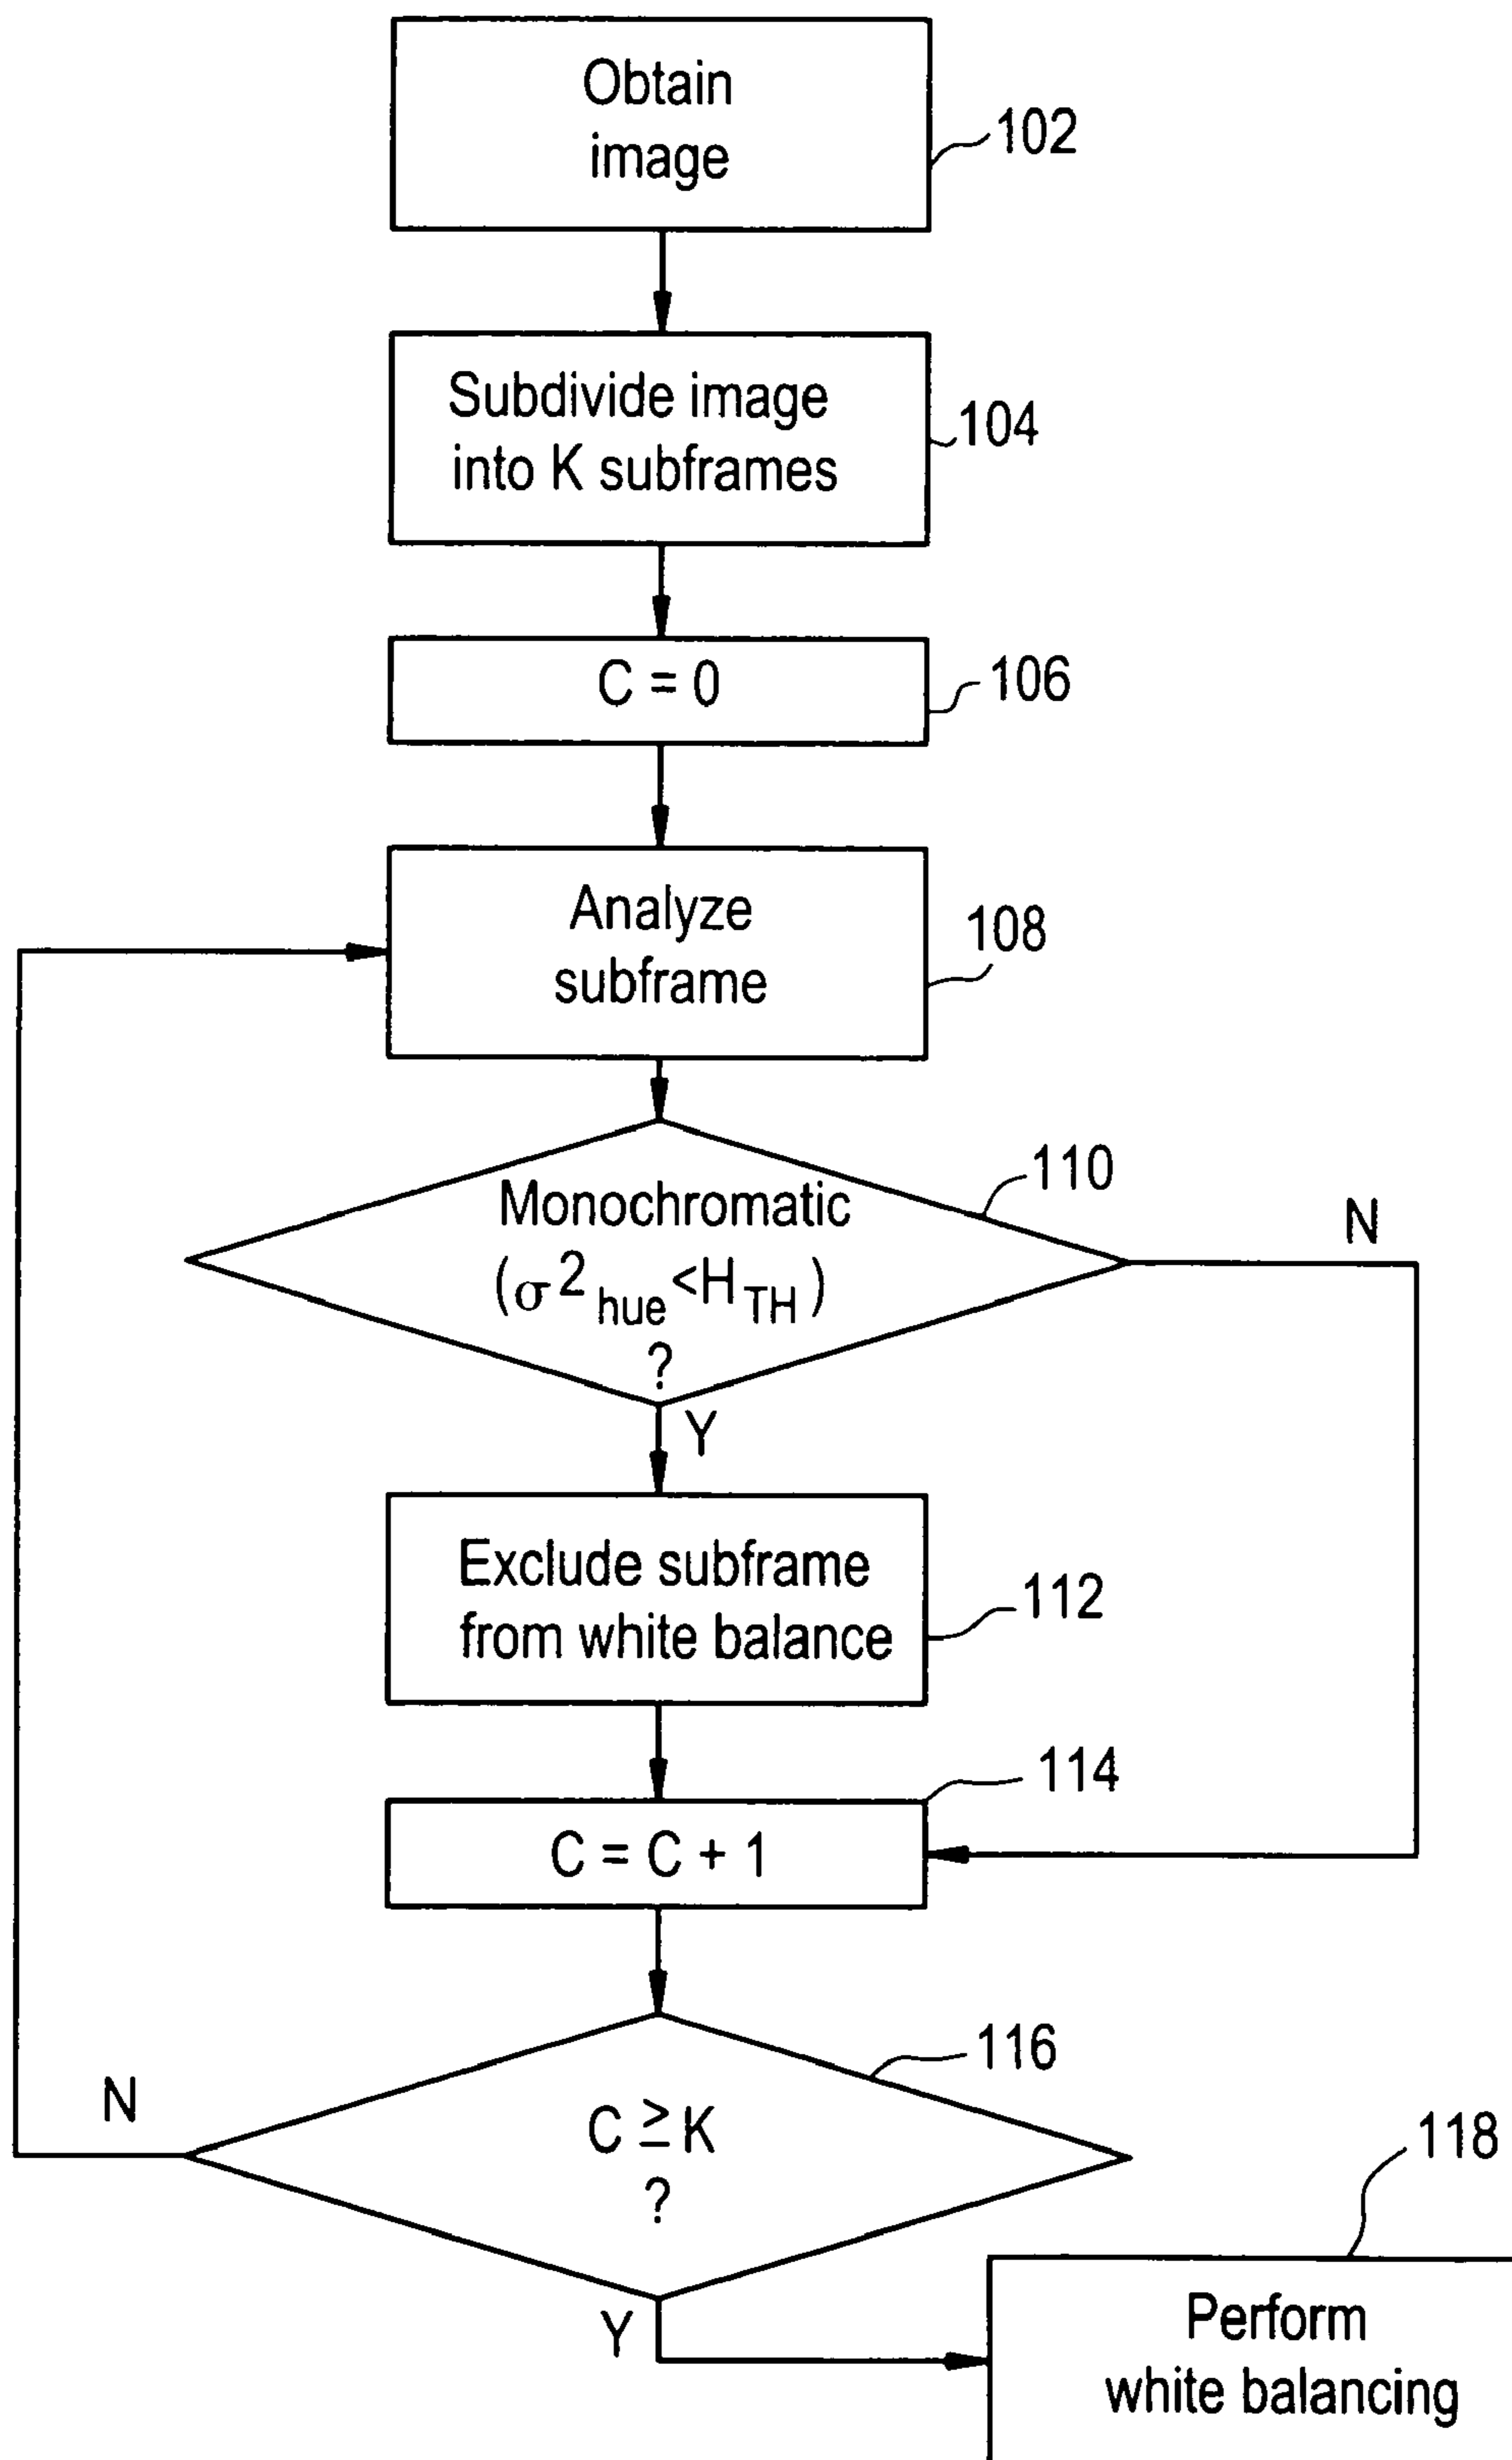 Obtain
image
102
Subdivide image
into K subframes
104
C = 0
106
Analyze
subframe
108
Monochromatic
(σ²hue<HTH)
?
110
N
Y
Exclude subframe
from white balance
112
C = C + 1
114
C ≥ K
?
116
N
Y
Perform
white balancing
118